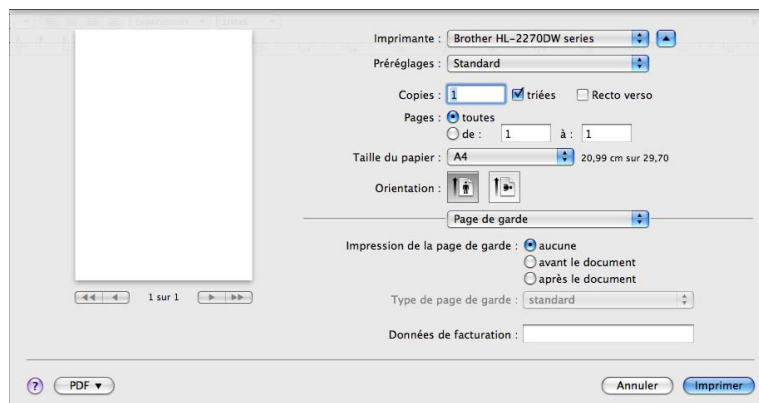 Imprimante : Brother HL-2270DW series
Préréglages : Standard
Copies : 1 triées Recto verso
Pages : toutes
de : 1 à : 1
Taille du papier : A4 20,99 cm sur 29,70
Orientation :
Page de garde
Impression de la page de garde : aucune
avant le document
après le document
1 sur 1
Type de page de garde : standard
Données de facturation :
? PDF Annuler Imprimer